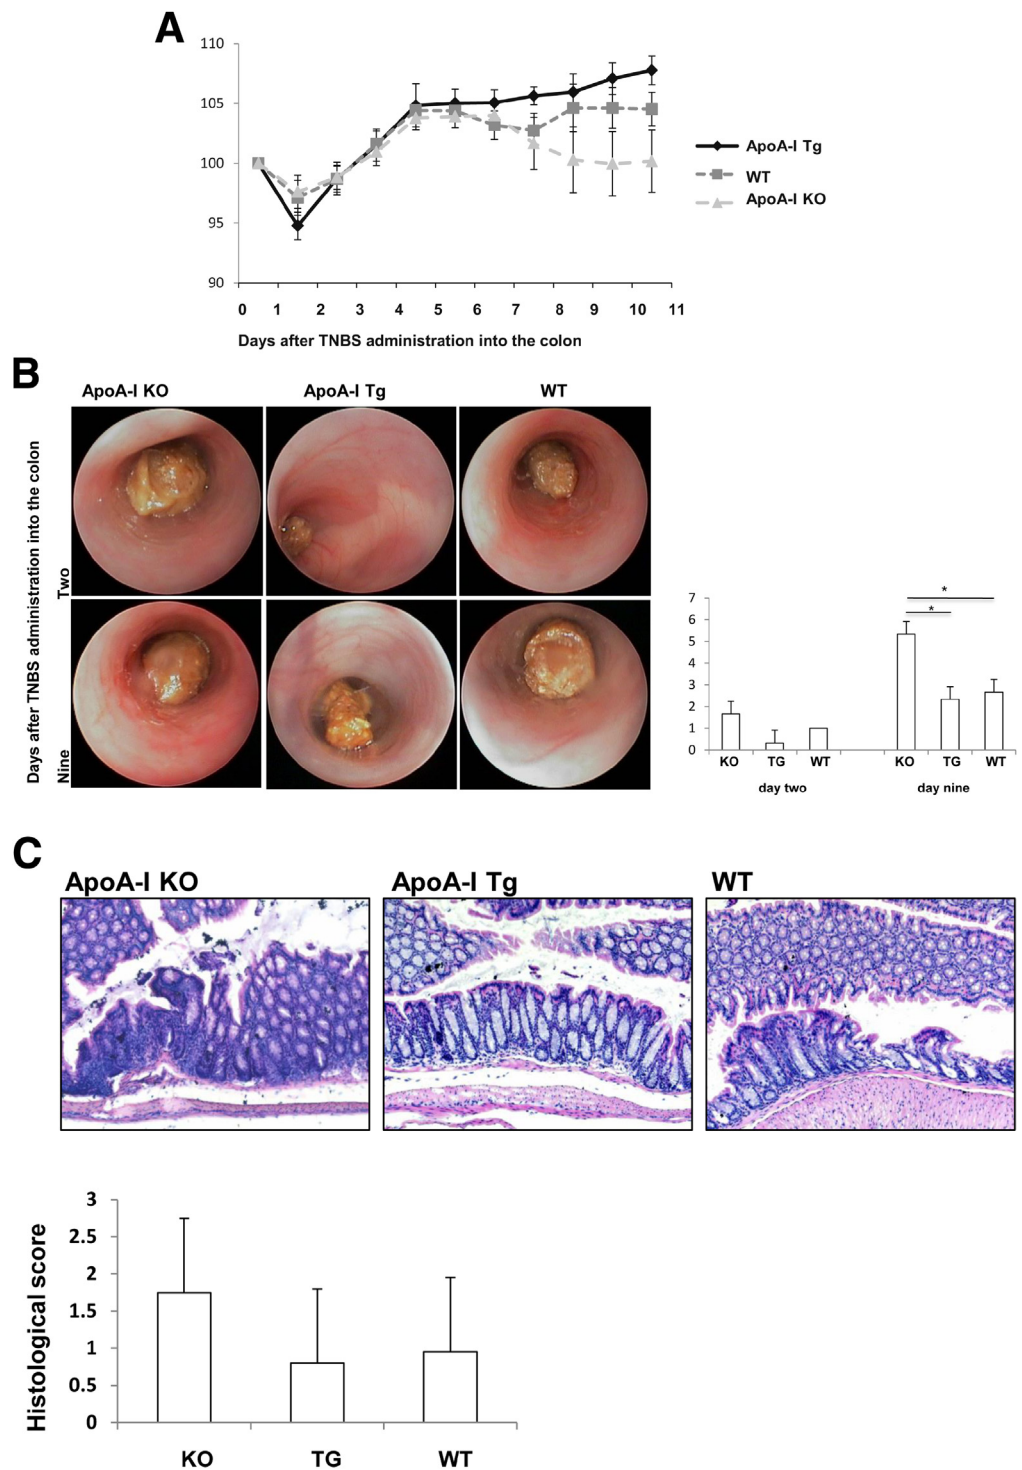 A
110
105
100
95
90
0 1 2 3 4 5 6 7 8 9 10 11
Days after TNBS administration into the colon
ApoA-I Tg
WT
ApoA-I KO
B
ApoA-I KO ApoA-I Tg WT
Days after TNBS administration into the colon
Two
Nine
7
6
5
4
3
2
1
0
* 
*
KO TG WT KO TG WT
day two day nine
C
ApoA-I KO ApoA-I Tg WT
Histological score
3
2.5
2
1.5
1
0.5
0
KO TG WT